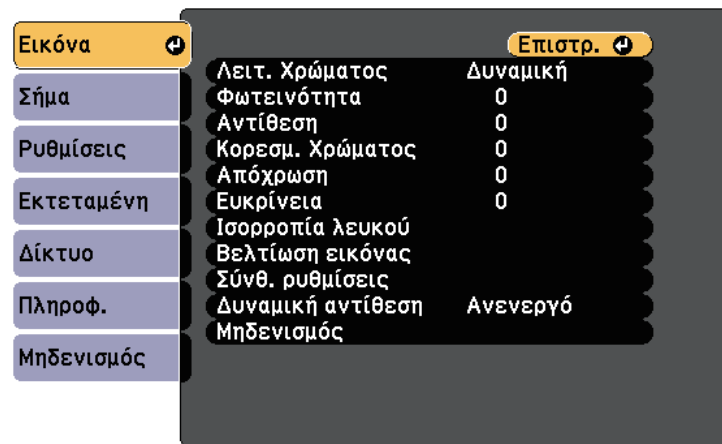 Εικόνα
Σήμα
Ρυθμίσεις
Εκτεταμένη
Δίκτυο
Πληροφ.
Μηδενισμός
Επιστρ.
Λειτ. Χρώματος Δυναμική
Φωτεινότητα 0
Αντίθεση 0
Κορεσμ. Χρώματος 0
Απόχρωση 0
Ευκρίνεια 0
Ισορροπία λευκού
Βελτίωση εικόνας
Σύνθ. ρυθμίσεις
Δυναμική αντίθεση Ανενεργό
Μηδενισμός